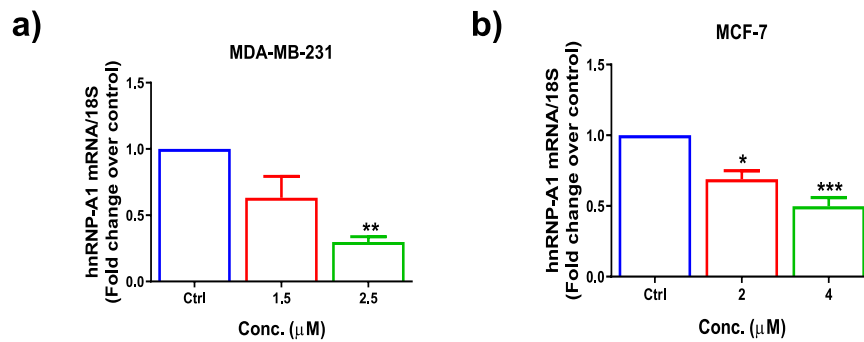 a)
MDA-MB-231
hnRNP-A1 mRNA/18S
(Fold change over control)
1.5
1.0
0.5
0.0
**
Ctrl
1.5
2.5
Conc. (μM)
b)
MCF-7
hnRNP-A1 mRNA/18S
(Fold change over control)
1.5
1.0
0.5
0.0
*
***
Ctrl
2
4
Conc. (μM)